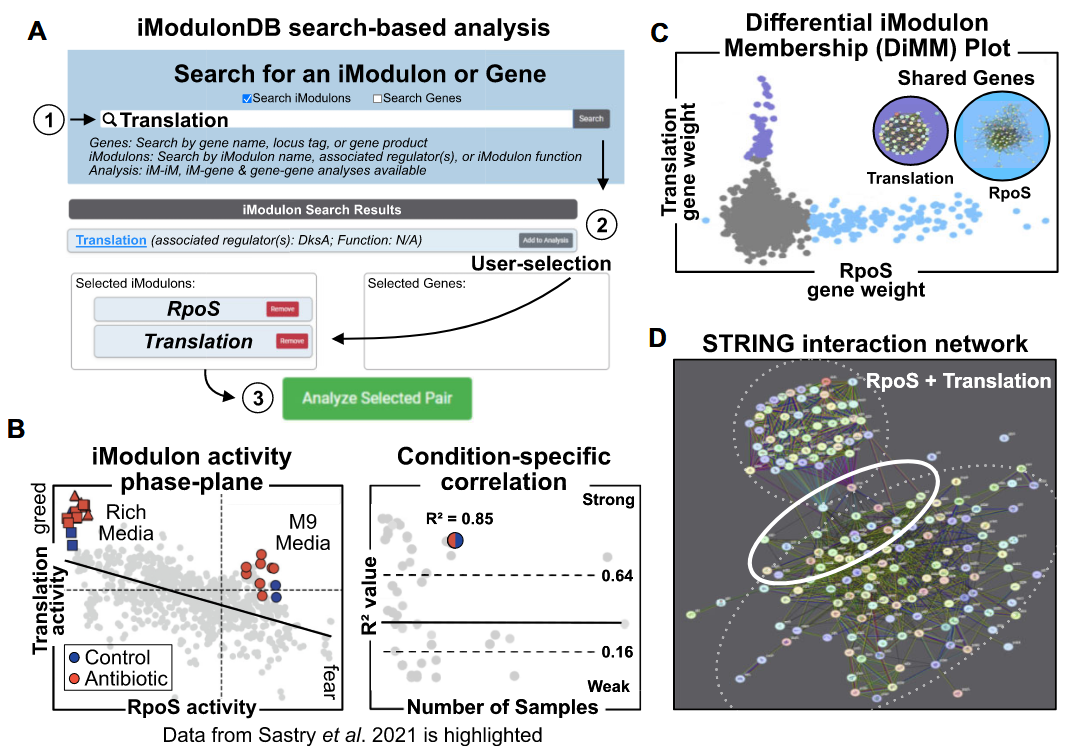 A
iModulonDB search-based analysis
Search for an iModulon or Gene
Search iModulons Search Genes
1
Translation
Search
Genes: Search by gene name, locus tag, or gene product
iModulons: Search by iModulon name, associated regulator(s), or iModulon function
Analysis: iM-iM, iM-gene & gene-gene analyses available
iModulon Search Results
2
Translation (associated regulator(s): DksA; Function: N/A)
Add to Analysis
User-selection
Selected iModulons:
Selected Genes:
RpoS
Remove
Translation
Remove
3
Analyze Selected Pair
B
iModulon activity
phase-plane
greed
Rich
Media
M9
Media
Translation
activity
Control
Antibiotic
fear
RpoS activity
Condition-specific
correlation
Strong
R² = 0.85
R² value
0.64
0.16
Weak
Number of Samples
Data from Sastry et al. 2021 is highlighted
C
Differential iModulon
Membership (DiMM) Plot
Shared Genes
Translation
RpoS
Translation
gene weight
RpoS
gene weight
D
STRING interaction network
RpoS + Translation